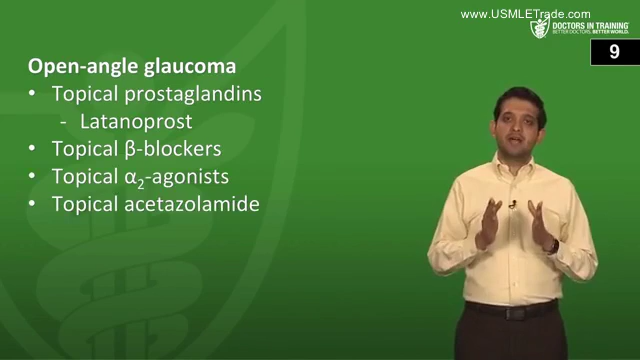 www.USMLETrade.com
DOCTORS IN TRAINING
BETTER DOCTORS. BETTER WORLD.
9
Open-angle glaucoma
• Topical prostaglandins
- Latanoprost
• Topical β-blockers
• Topical α₂-agonists
• Topical acetazolamide